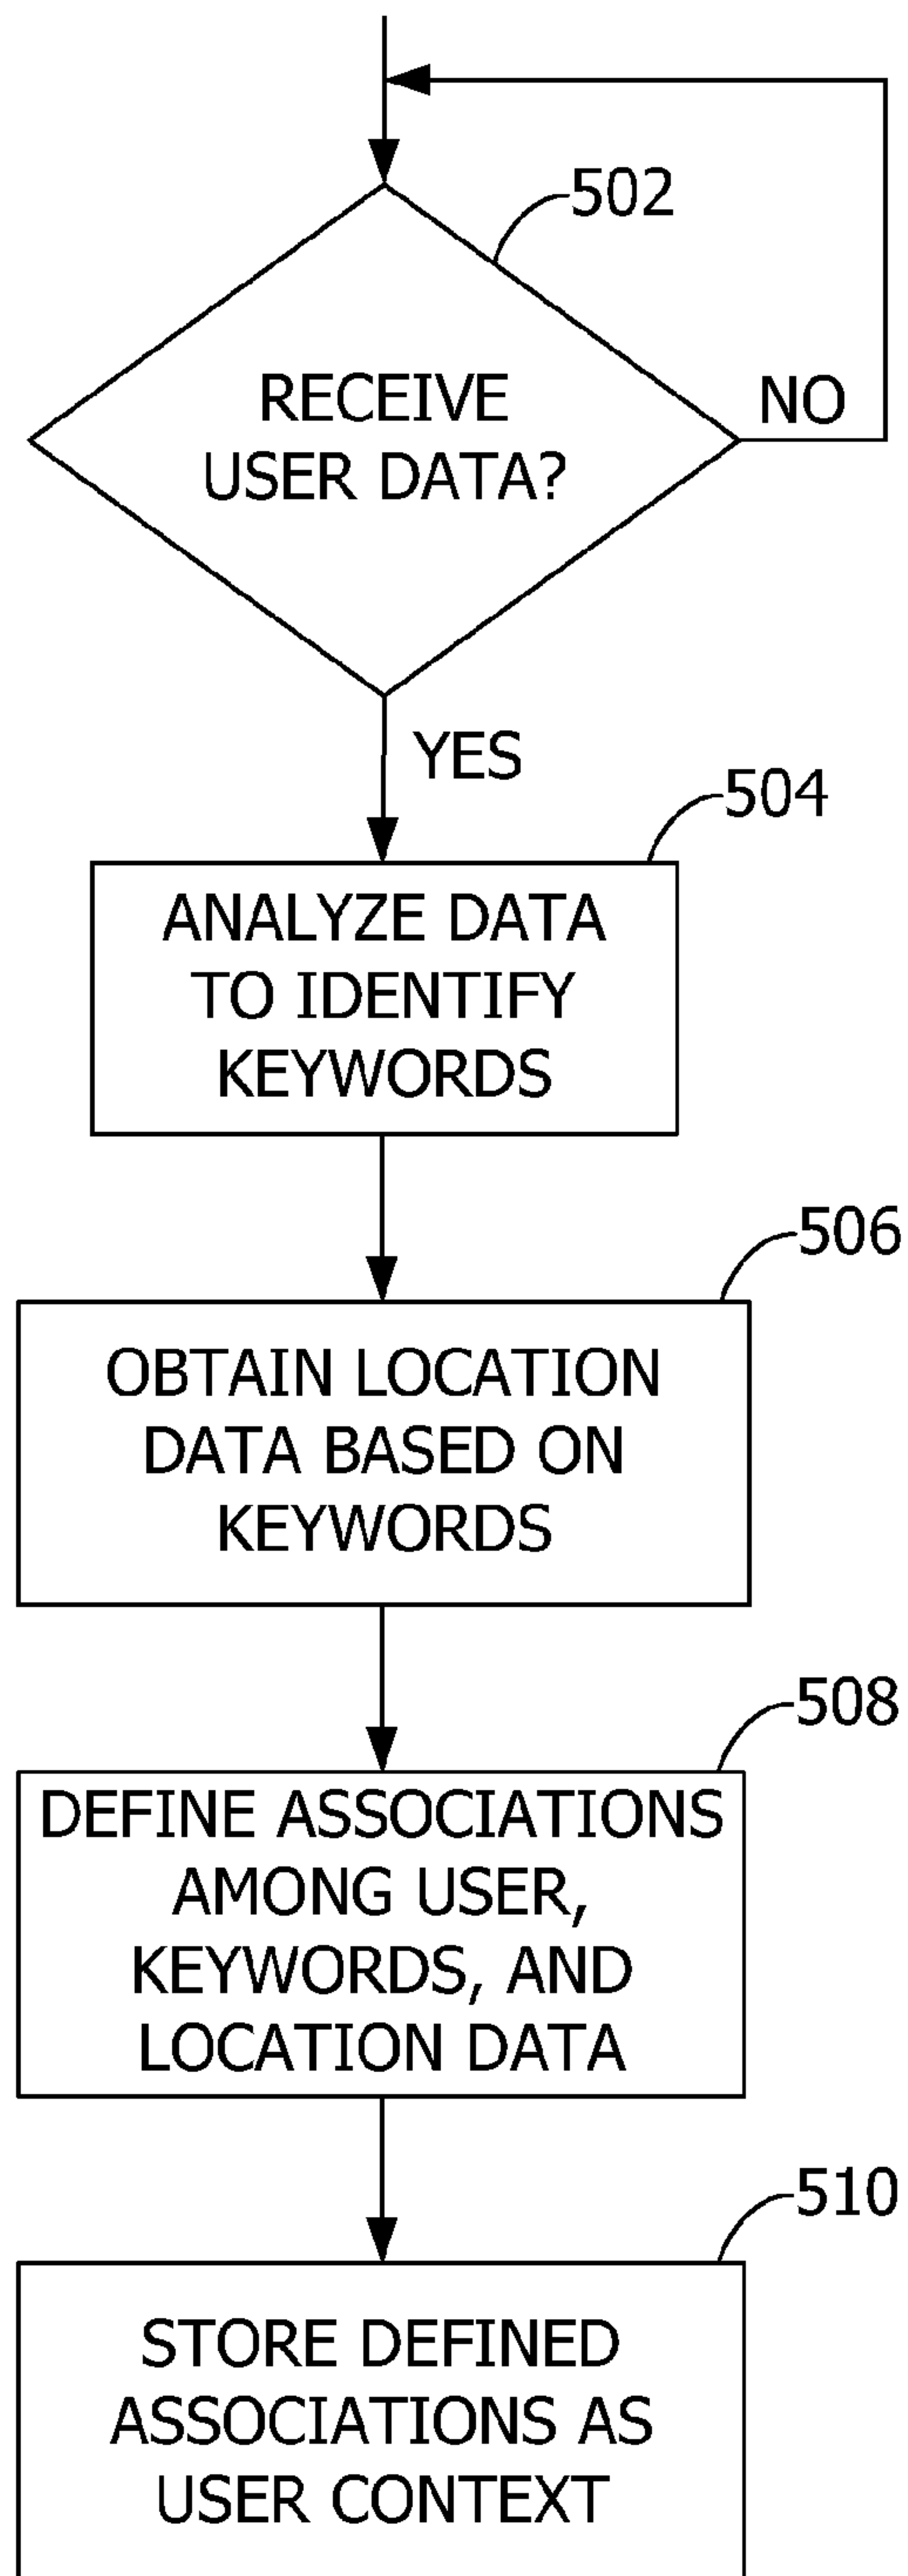 502
RECEIVE
USER DATA?
NO
YES
504
ANALYZE DATA
TO IDENTIFY
KEYWORDS
506
OBTAIN LOCATION
DATA BASED ON
KEYWORDS
508
DEFINE ASSOCIATIONS
AMONG USER,
KEYWORDS, AND
LOCATION DATA
510
STORE DEFINED
ASSOCIATIONS AS
USER CONTEXT